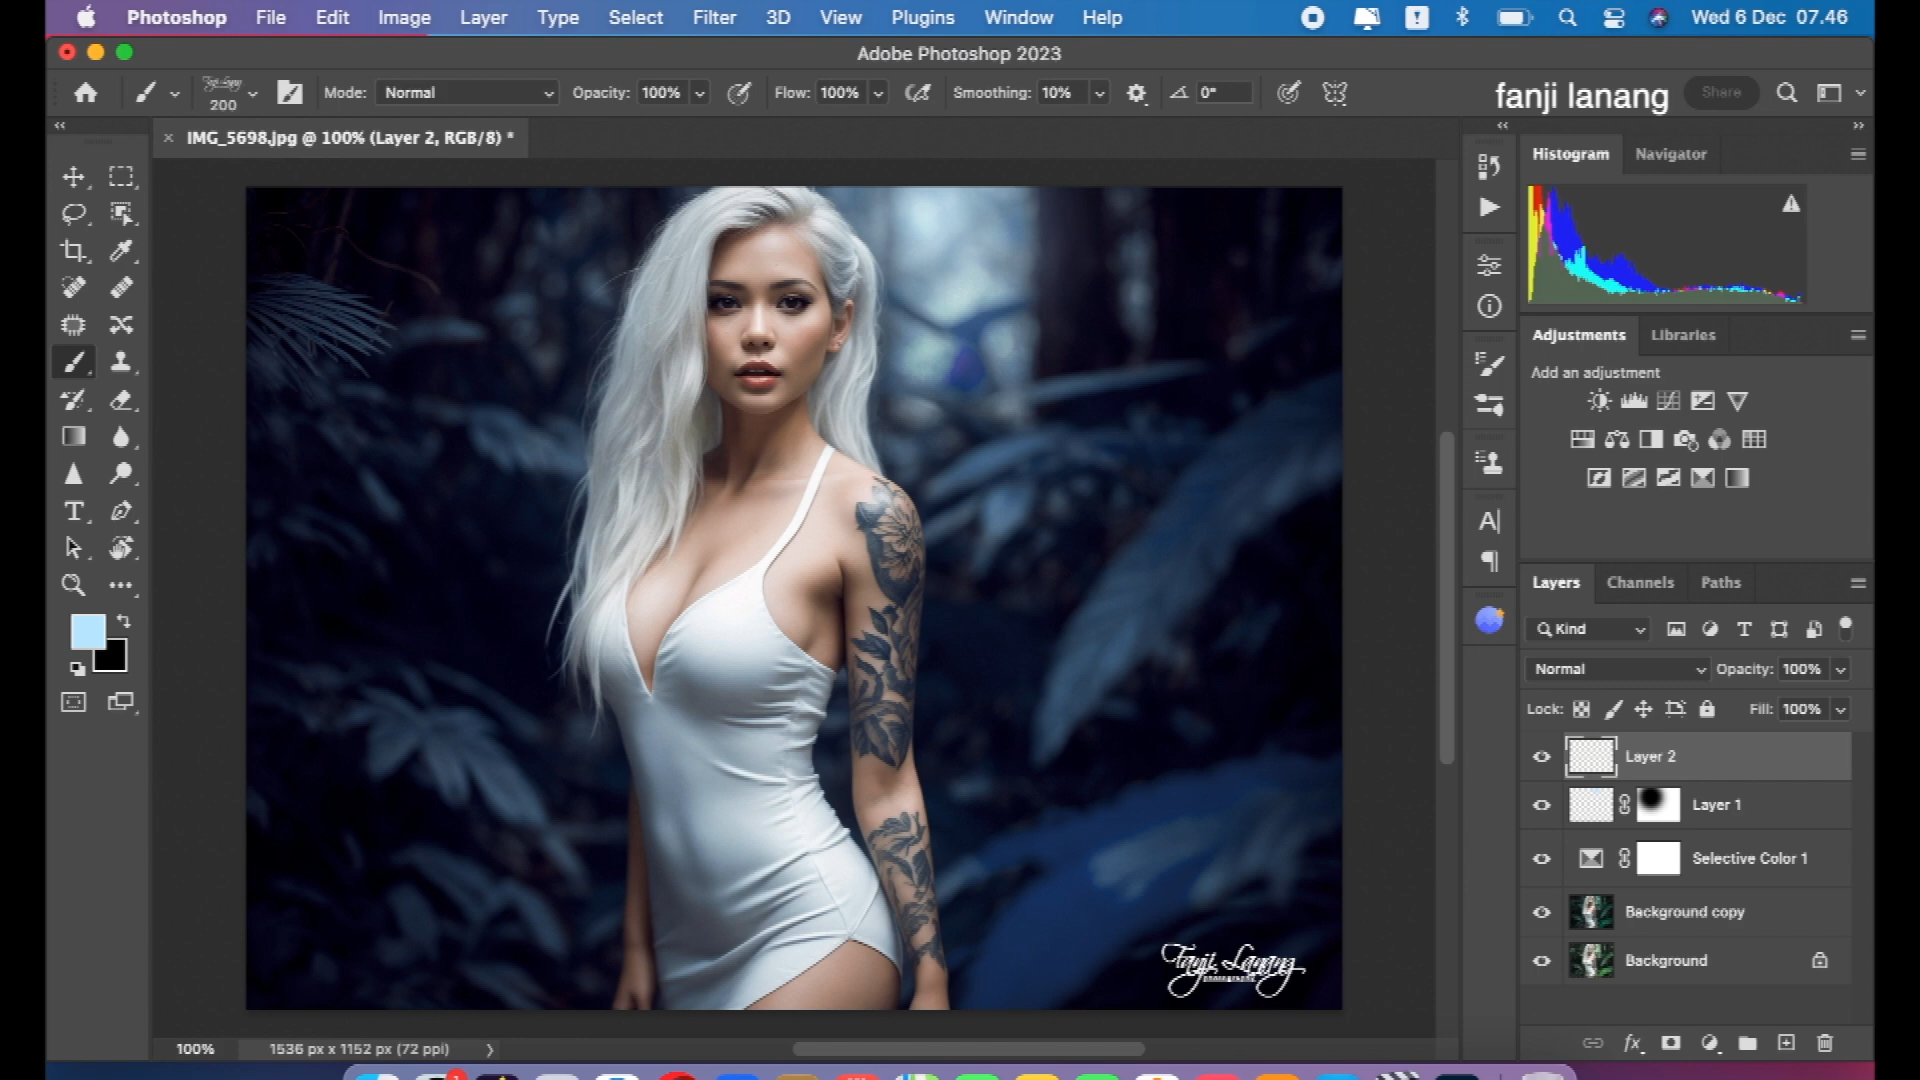 Photoshop File Edit Image Layer Type Select Filter 3D View Plugins Window Help Wed 6 Dec 07.46
Adobe Photoshop 2023
200 Mode: Normal Opacity: 100% Flow: 100% Smoothing: 10% 0° fanji lanang Share
IMG_5698.jpg @ 100% (Layer 2, RGB/8) *
Histogram Navigator
Adjustments Libraries
Add an adjustment
Layers Channels Paths
Kind
Normal Opacity: 100%
Lock: Fill: 100%
Layer 2
Layer 1
Selective Color 1
Background copy
Background
Fanji Lanang
100% 1536 px x 1152 px (72 ppi)